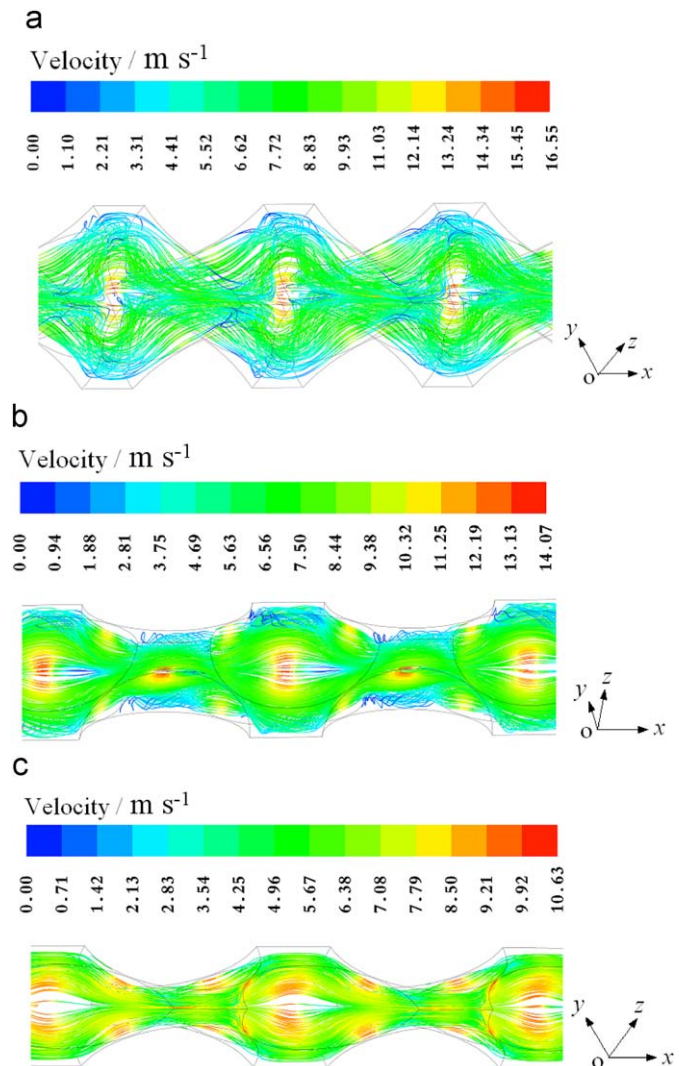 a
Velocity / m s⁻¹
0.00 1.10 2.21 3.31 4.41 5.52 6.62 7.72 8.83 9.93 11.03 12.14 13.24 14.34 15.45 16.55
y z
o x
b
Velocity / m s⁻¹
0.00 0.94 1.88 2.81 3.75 4.69 5.63 6.56 7.50 8.44 9.38 10.32 11.25 12.19 13.13 14.07
y z
o x
c
Velocity / m s⁻¹
0.00 0.71 1.42 2.13 2.83 3.54 4.25 4.96 5.67 6.38 7.08 7.79 8.50 9.21 9.92 10.63
y z
o x